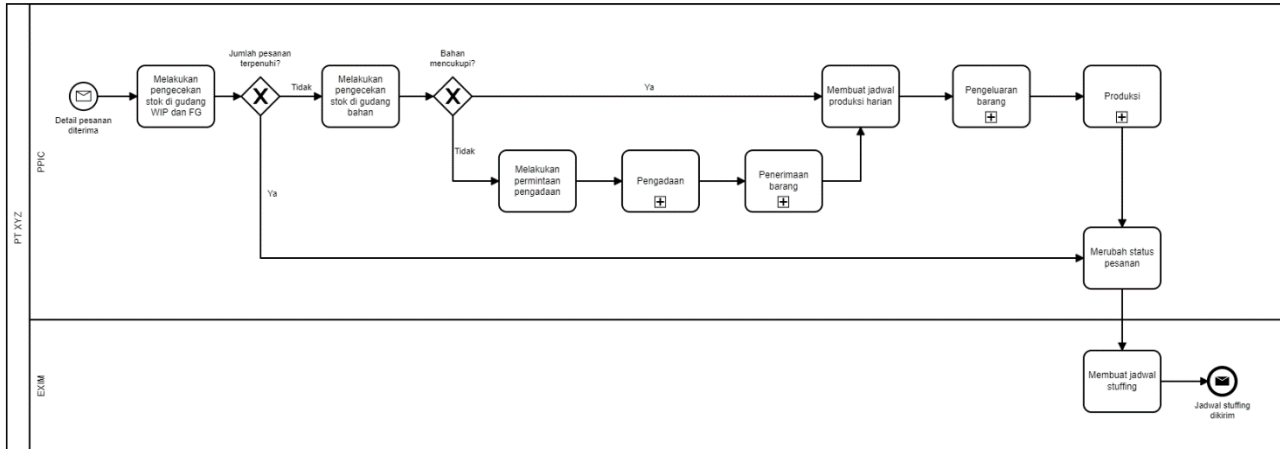 PT XYZ
PPIC
Detail pesanan
diterima
Melakukan
pengecekan
stok di gudang
WIP dan FG
Jumlah pesanan
terpenuhi?
Tidak
Ya
Melakukan
pengecekan
stok di gudang
bahan
Bahan
mencukupi?
Ya
Tidak
Melakukan
permintaan
pengadaan
Pengadaan
Penerimaan
barang
Membuat jadwal
produksi harian
Pengeluaran
barang
Produksi
Merubah status
pesanan
EXIM
Membuat jadwal
stuffing
Jadwal stuffing
dikirim